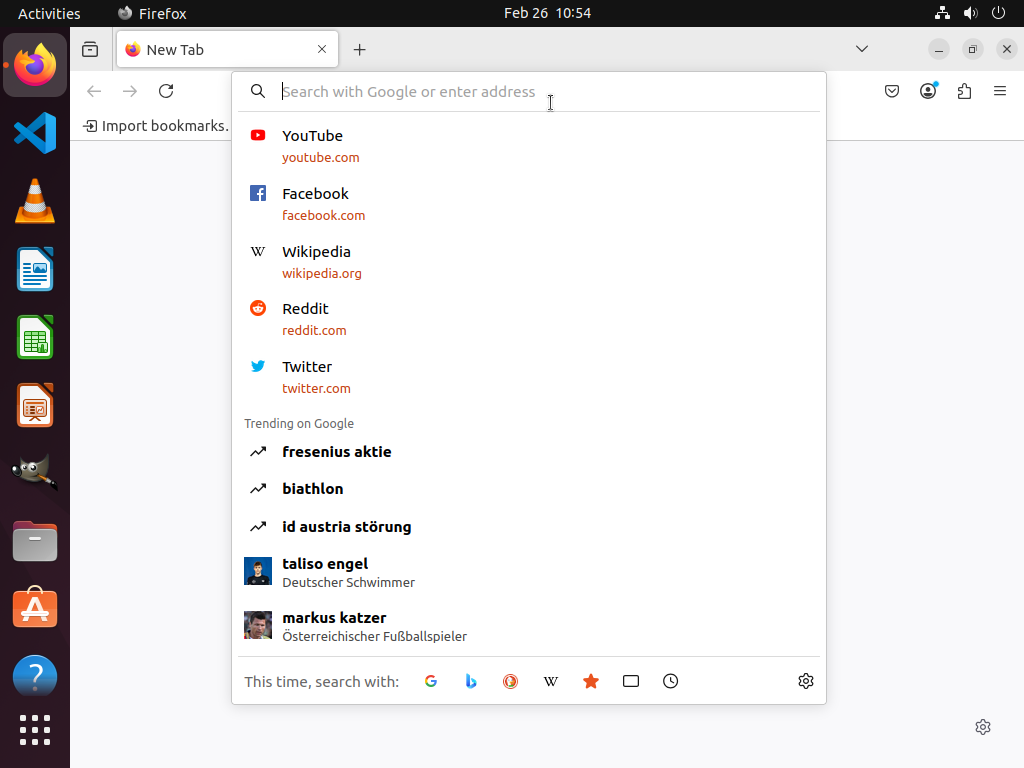 Activities
Firefox
Feb 26 10:54
New Tab
Search with Google or enter address
Import bookmarks.
YouTube
youtube.com
Facebook
facebook.com
Wikipedia
wikipedia.org
Reddit
reddit.com
Twitter
twitter.com
Trending on Google
fresenius aktie
biathlon
id austria störung
taliso engel
Deutscher Schwimmer
markus katzer
Österreichischer Fußballspieler
This time, search with: